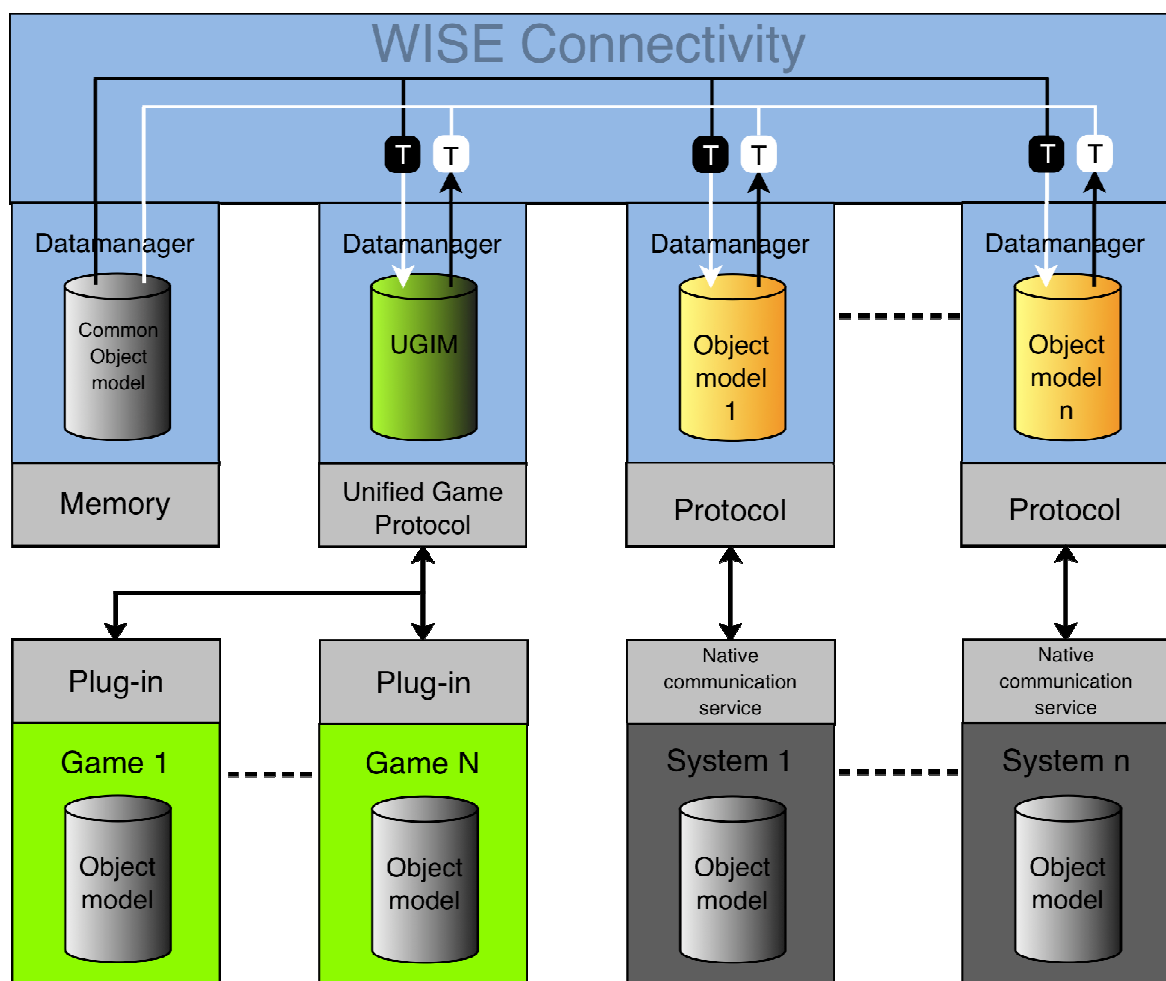 WISE Connectivity
T
T
T
T
T
T
Datamanager
Datamanager
Datamanager
Datamanager
Common
Object
model
UGIM
Object
model
1
Object
model
n
Memory
Unified Game
Protocol
Protocol
Protocol
Plug-in
Plug-in
Native
communication
service
Native
communication
service
Game 1
Game N
System 1
System n
Object
model
Object
model
Object
model
Object
model